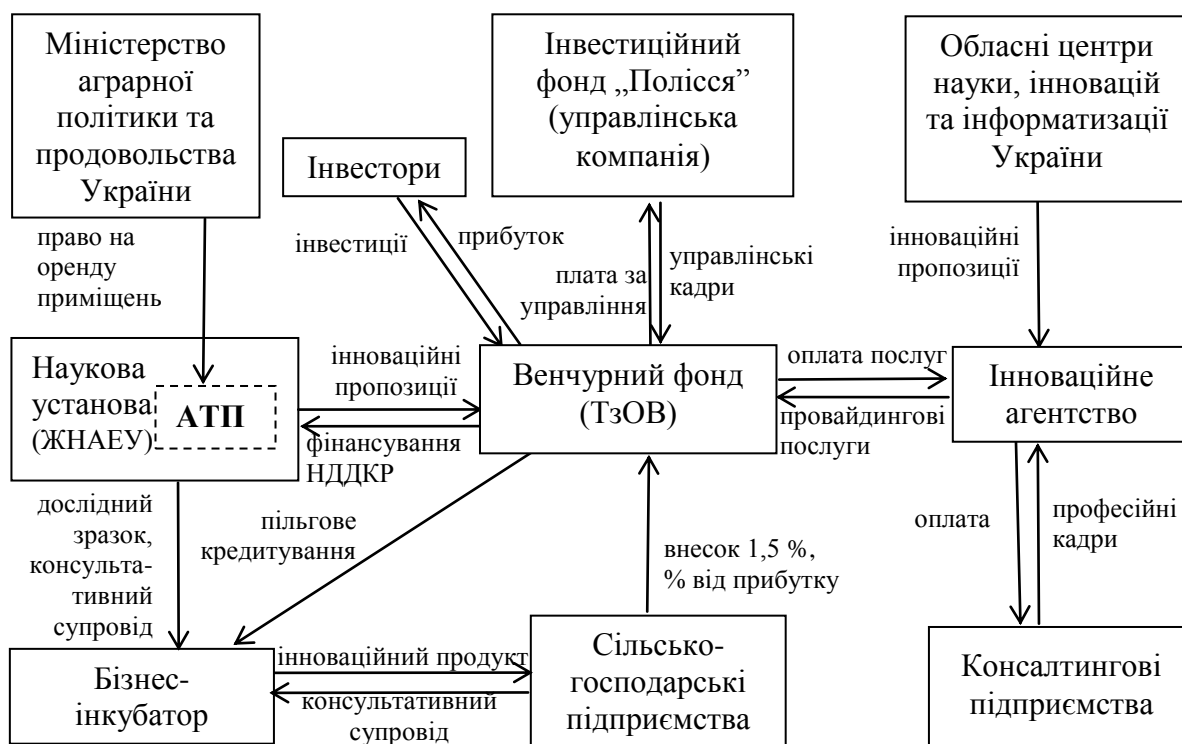 Міністерство
аграрної
політики та
продовольства
України
Інвестиційний
фонд „Полісся”
(управлінська
компанія)
Обласні центри
науки, інновацій
та інформатизації
України
Інвестори
право на
оренду
приміщень
інвестиції
прибуток
плата за
управління
управлінські
кадри
інноваційні
пропозиції
Наукова
установа
(ЖНАЕУ)
АТП
інноваційні
пропозиції
фінансування
НДДКР
Венчурний фонд
(ТзОВ)
оплата послуг
провайдингові
послуги
Інноваційне
агентство
дослідний
зразок,
консульта-
тивний
супровід
пільгове
кредитування
внесок 1,5 %,
% від прибутку
оплата
професійні
кадри
Бізнес-
інкубатор
інноваційний продукт
консультативний
супровід
Сільсько-
господарські
підприємства
Консалтингові
підприємства